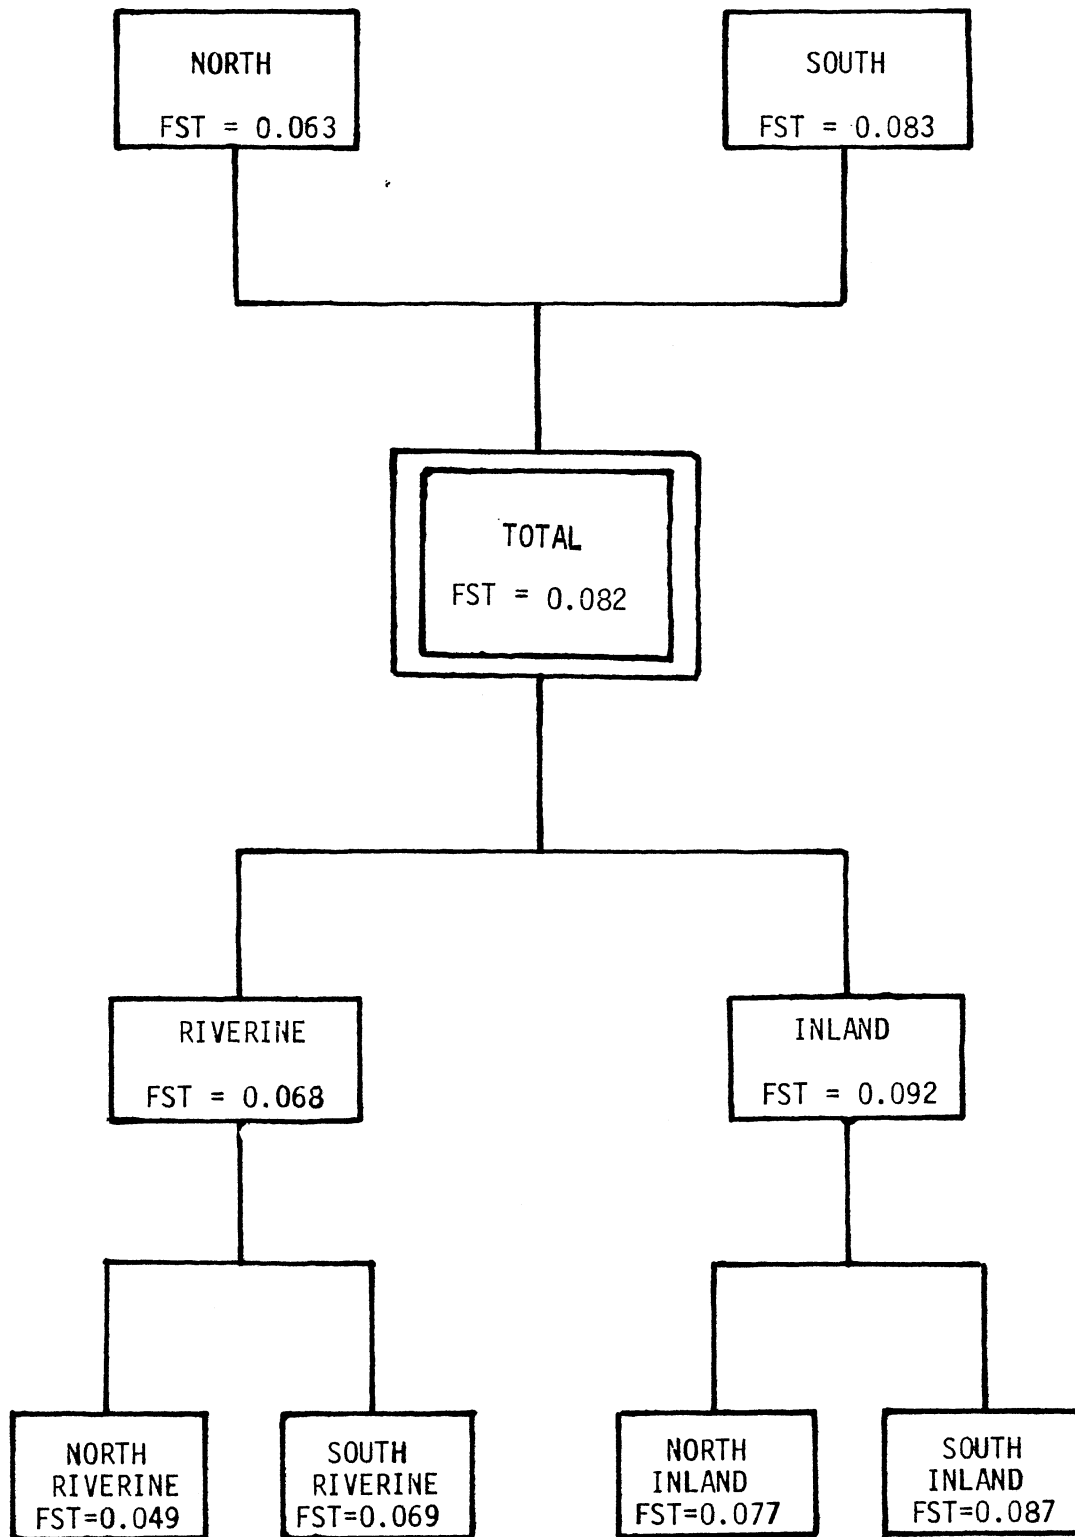 NORTH
FST = 0.063
SOUTH
FST = 0.083
TOTAL
FST = 0.082
RIVERINE
FST = 0.068
INLAND
FST = 0.092
NORTH
RIVERINE
FST=0.049
SOUTH
RIVERINE
FST=0.069
NORTH
INLAND
FST=0.077
SOUTH
INLAND
FST=0.087